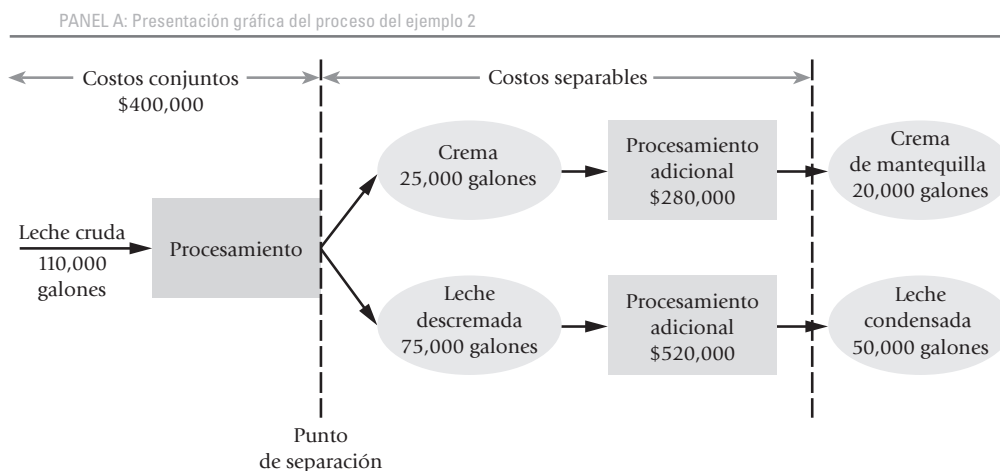 PANEL A: Presentación gráfica del proceso del ejemplo 2
Costos conjuntos
$400,000
Costos separables
Leche cruda
110,000
galones
Procesamiento
Crema
25,000 galones
Procesamiento
adicional
$280,000
Crema
de mantequilla
20,000 galones
Leche
descremada
75,000 galones
Procesamiento
adicional
$520,000
Leche
condensada
50,000 galones
Punto
de separación